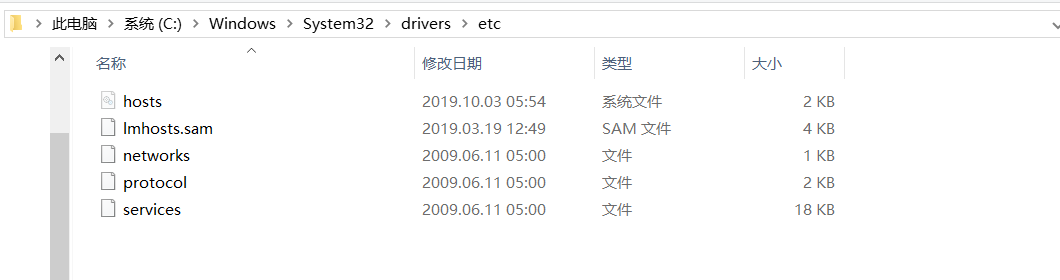 此电脑 系统 (C:) Windows System32 drivers etc
名称 修改日期 类型 大小
hosts 2019.10.03 05:54 系统文件 2 KB
lmhosts.sam 2019.03.19 12:49 SAM 文件 4 KB
networks 2009.06.11 05:00 文件 1 KB
protocol 2009.06.11 05:00 文件 2 KB
services 2009.06.11 05:00 文件 18 KB